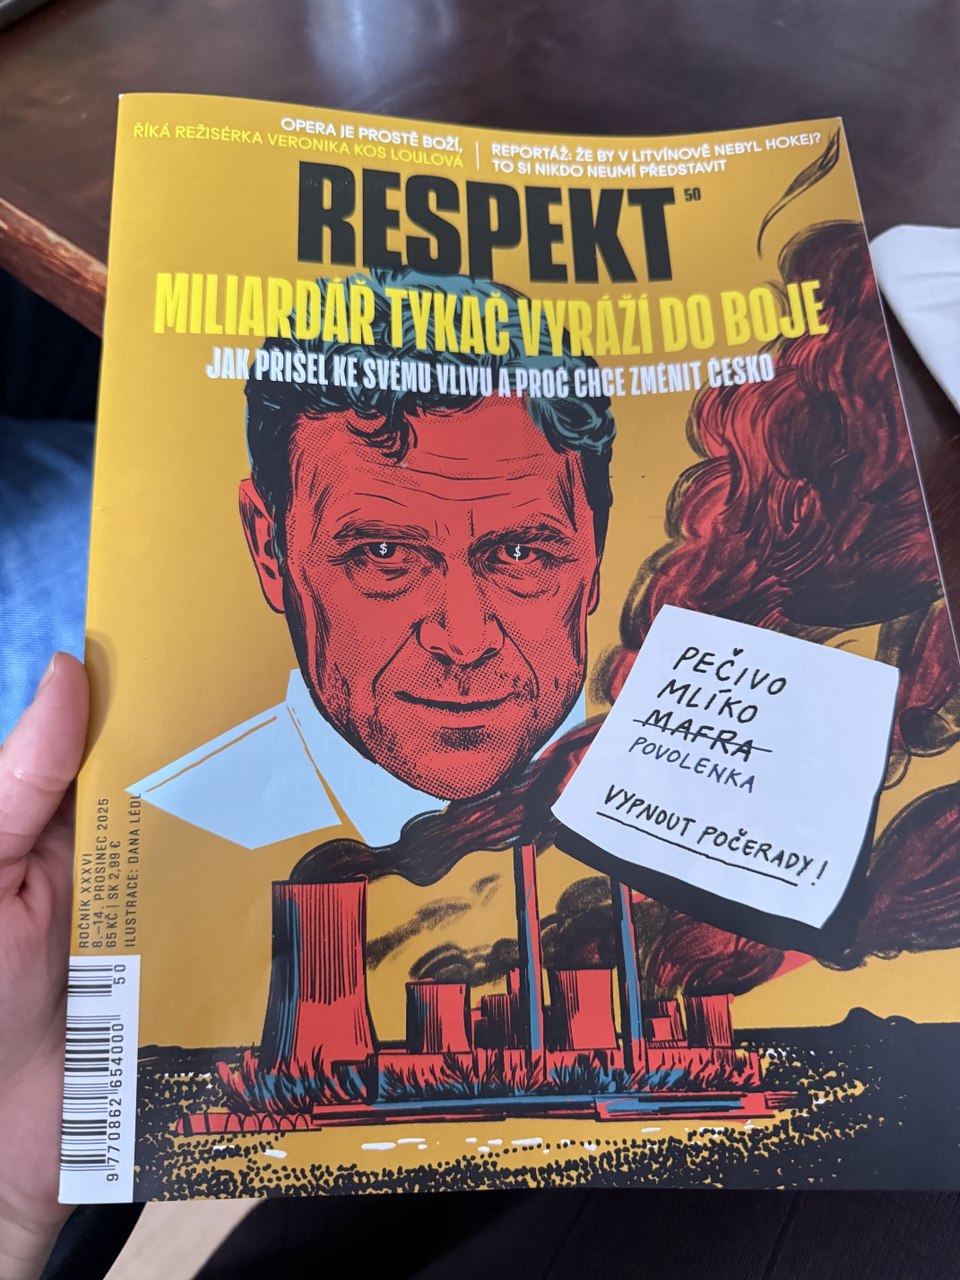 OPERA JE PROSTĚ BOŽÍ,
ŘÍKÁ REŽISÉRKA VERONIKA KOS LOULOVÁ
REPORTÁŽ: ŽE BY V LITVÍNOVĚ NEBYL HOKEJ?
TO SI NIKDO NEUMÍ PŘEDSTAVIT
RESPEKT 50
MILIARDÁŘ TYKAČ VYRÁŽÍ DO BOJE
JAK PŘIŠEL KE SVÉMU VLIVU A PROČ CHCE ZMĚNIT ČESKO
$ $
PEČIVO
MLÍKO
MAFRA
POVOLENKA
VYPNOUT POČERADY!
ROČNÍK XXXVI
8.–14. PROSINEC 2025
65 KČ | SK 2,99 €
ILUSTRACE: DANA LÉDL
50
9 770862 654000